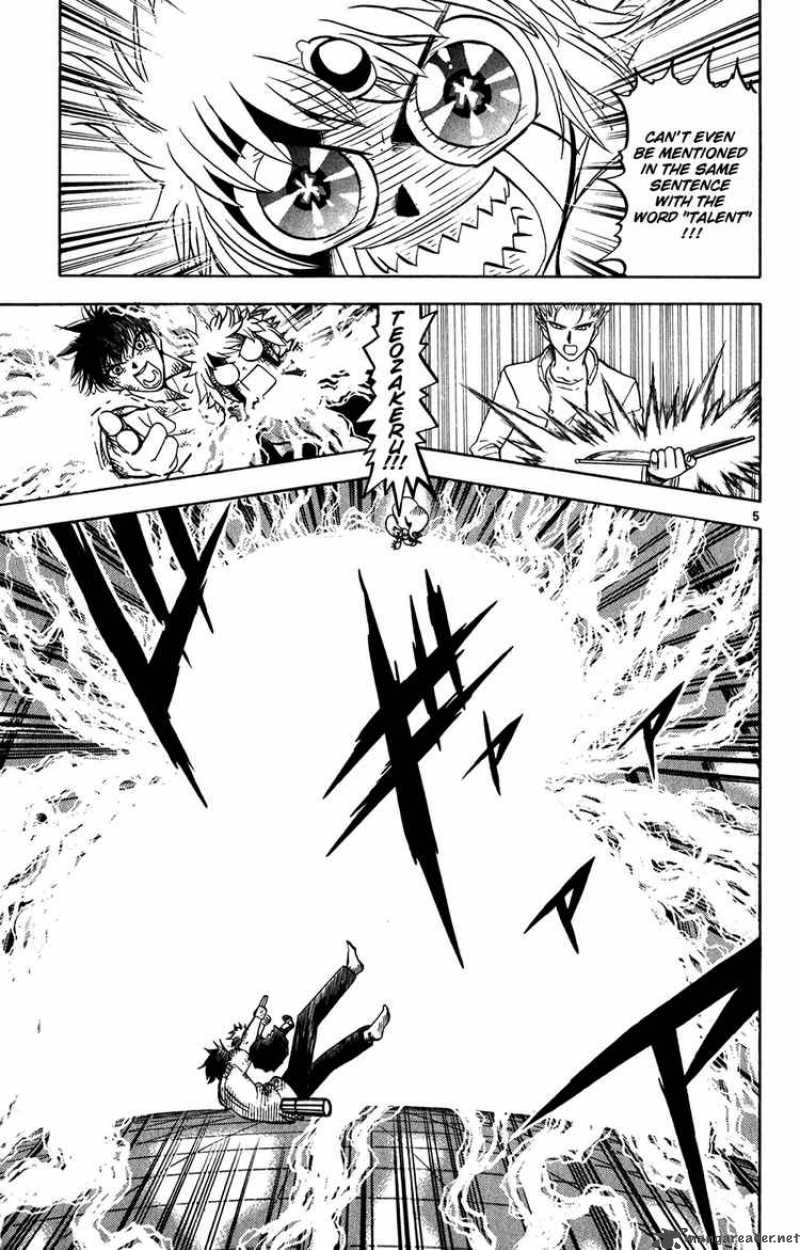 CAN'T EVEN
BE MENTIONED
IN THE SAME
SENTENCE
WITH THE
WORD "TALENT"
!!!
TEOZAKERU!!!
5
mangareader.net